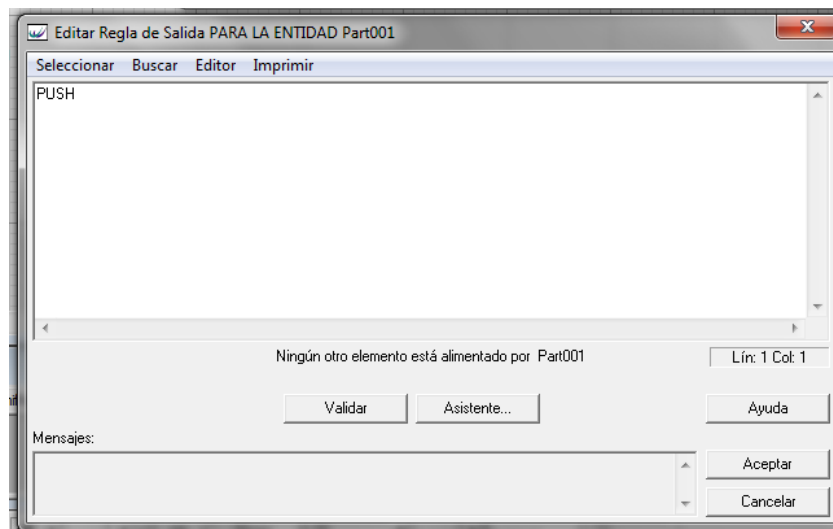 Editar Regla de Salida PARA LA ENTIDAD Part001
Seleccionar Buscar Editor Imprimir
PUSH
Ningún otro elemento está alimentado por Part001
Lín: 1 Col: 1
Validar Asistente... Ayuda
Mensajes:
Aceptar
Cancelar